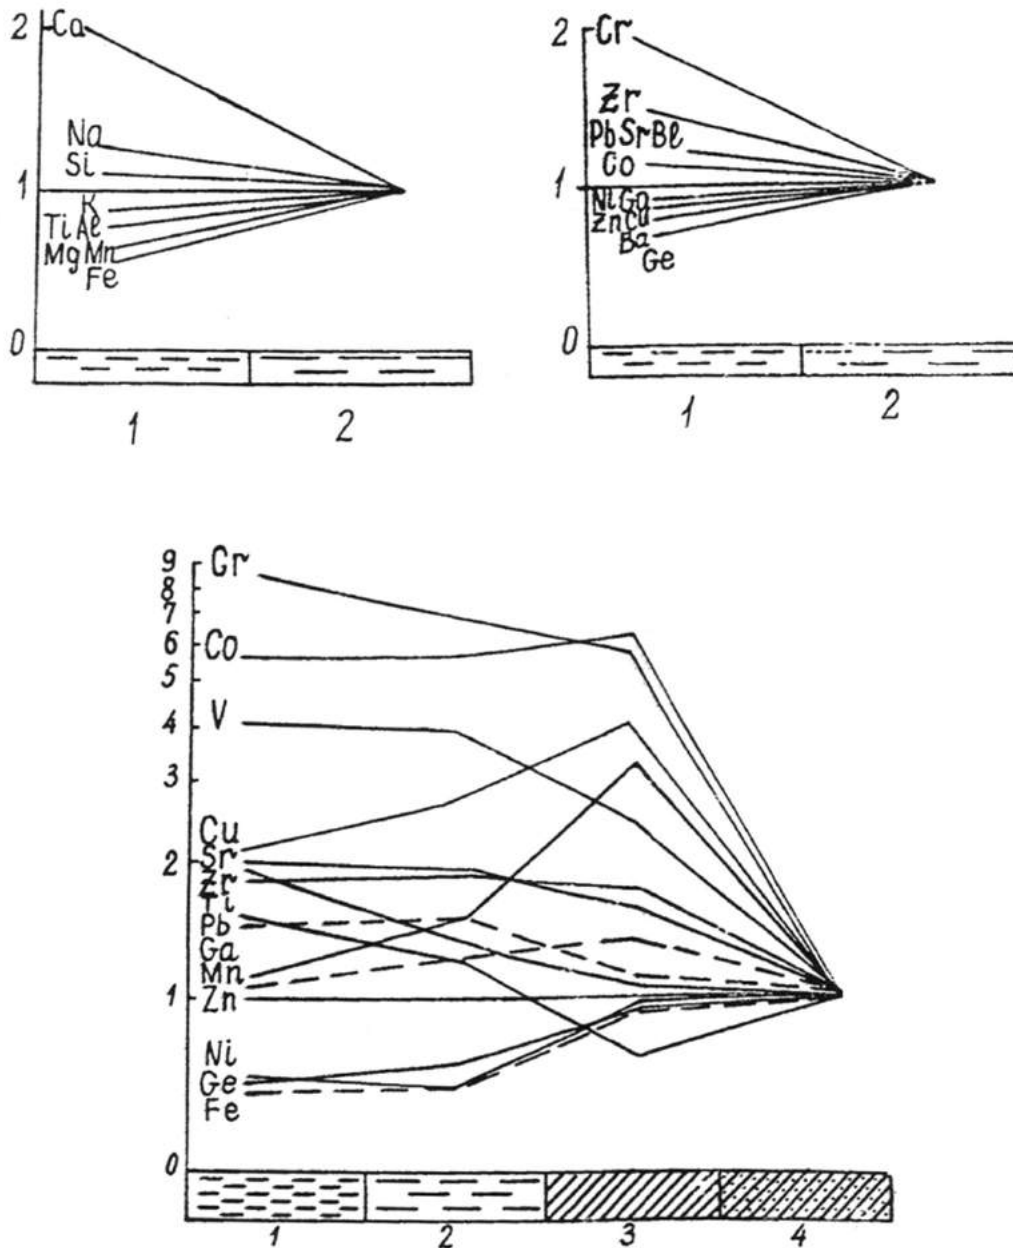 2 Ca
Na
Si
1
K
Ti Al
Mg Mn
Fe
0
1 2
2 Cr
Zr
Pb Sr Bl
Co
1
Ni Ga
Zn Cu
Ba
Ge
0
1 2
9 Cr
8
7
6 Co
5
4 V
3
Cu
2 Sr
Zr
Ti
Pb
Ga
Mn
1 Zn
Ni
Ge
Fe
0
1 2 3 4